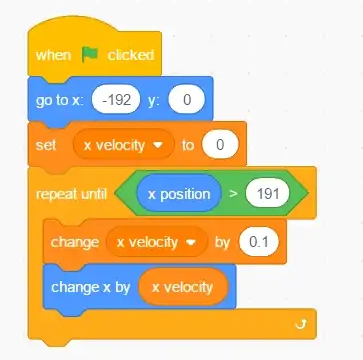 when clicked
go to x: -192 y: 0
set x velocity to 0
repeat until x position > 191
change x velocity by 0.1
change x by x velocity